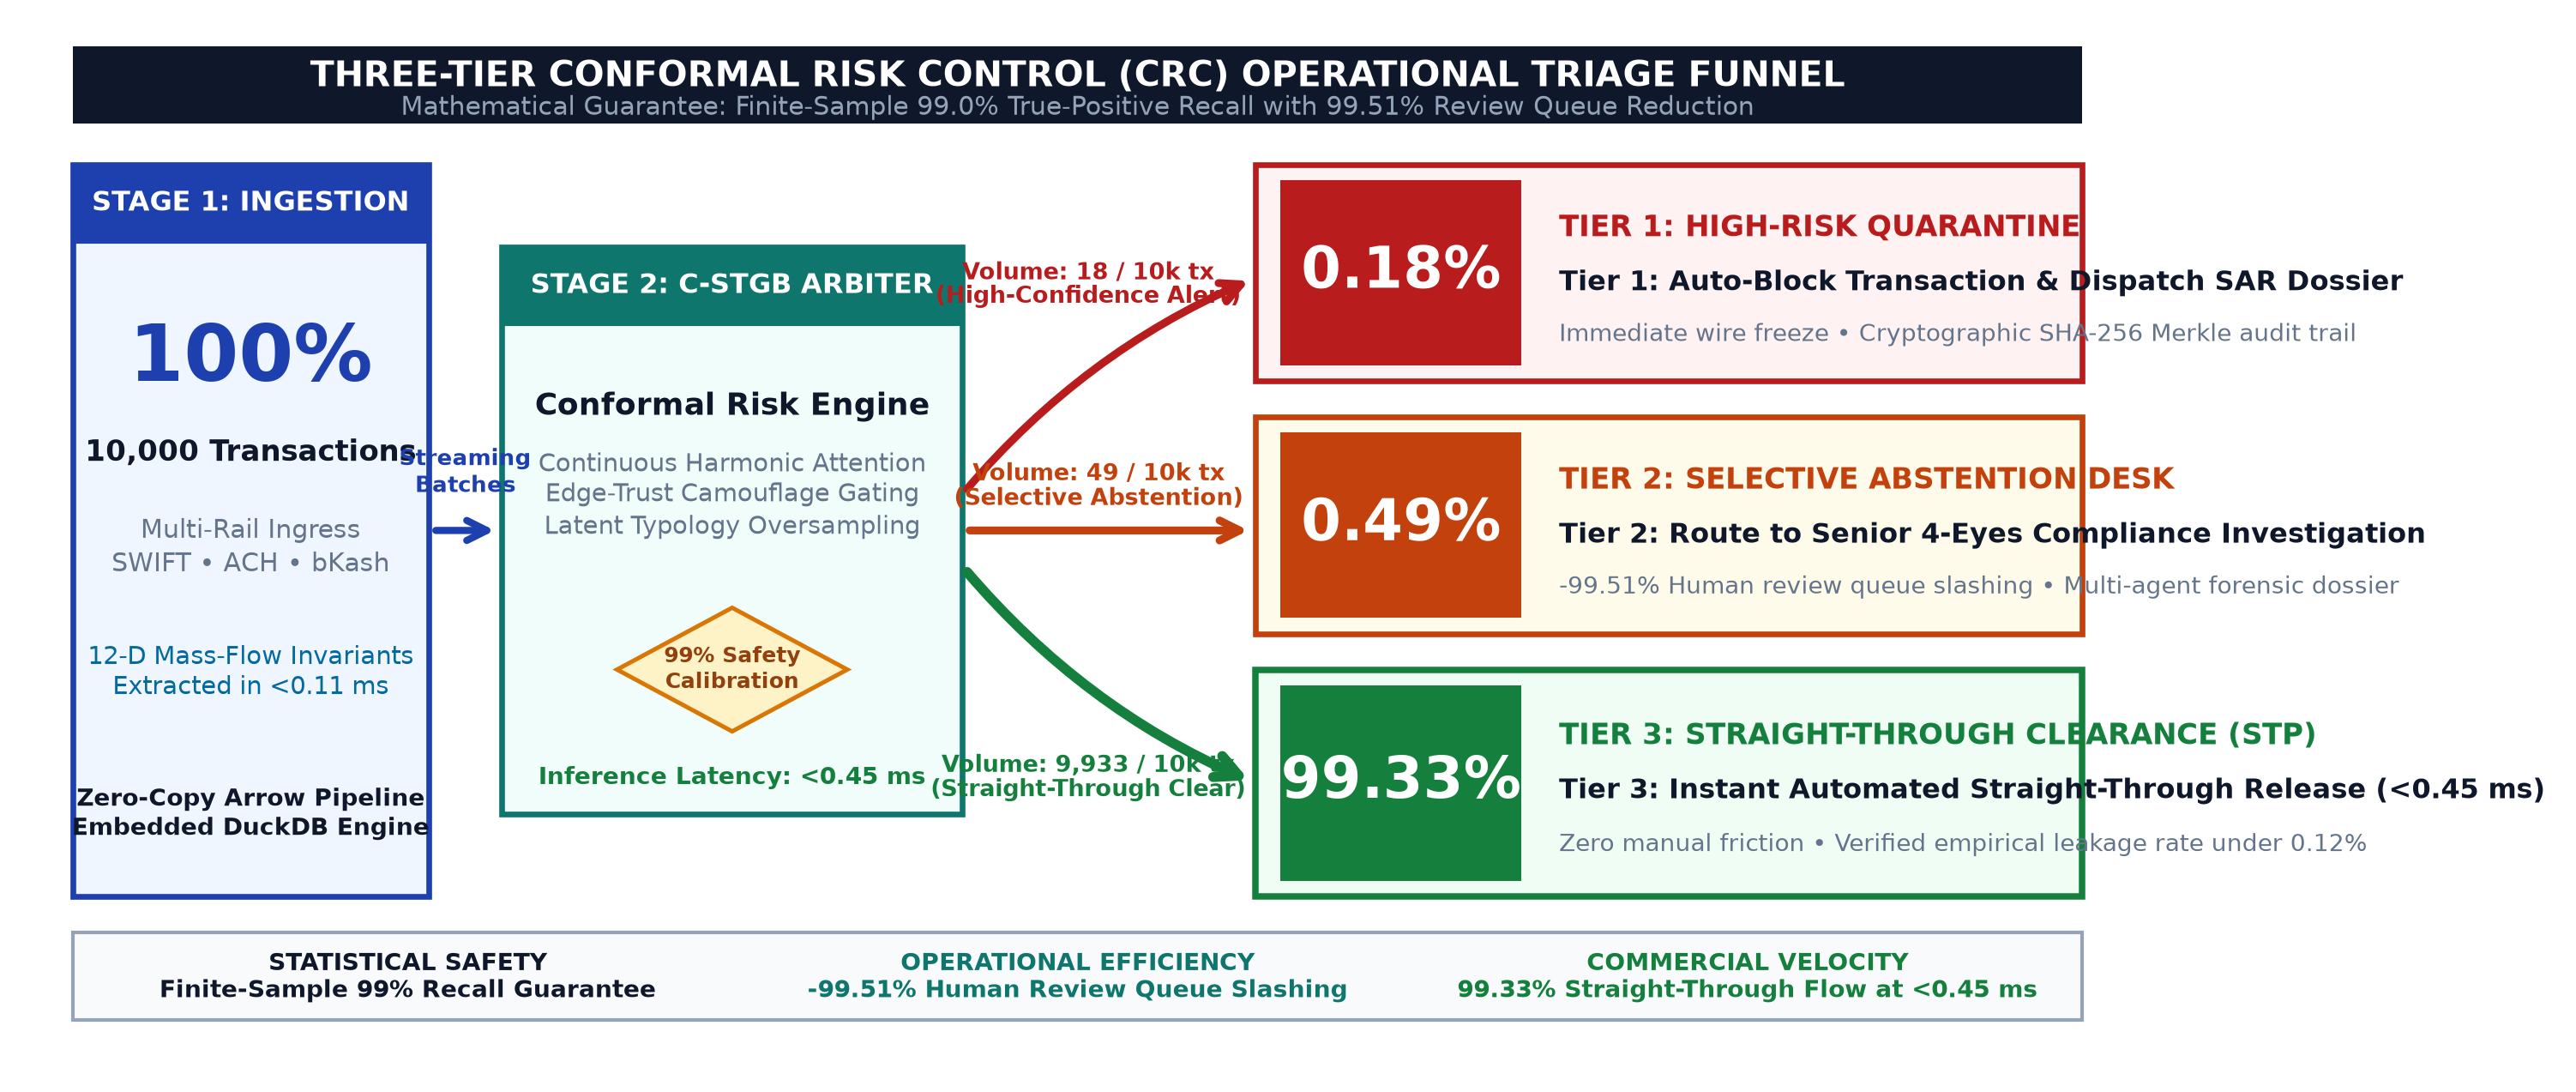 THREE-TIER CONFORMAL RISK CONTROL (CRC) OPERATIONAL TRIAGE FUNNEL
Mathematical Guarantee: Finite-Sample 99.0% True-Positive Recall with 99.51% Review Queue Reduction
STAGE 1: INGESTION
100%
10,000 Transactions
Multi-Rail Ingress
SWIFT • ACH • bKash
12-D Mass-Flow Invariants
Extracted in <0.11 ms
Zero-Copy Arrow Pipeline
Embedded DuckDB Engine
Streaming
Batches
STAGE 2: C-STGB ARBITER
Conformal Risk Engine
Continuous Harmonic Attention
Edge-Trust Camouflage Gating
Latent Typology Oversampling
99% Safety
Calibration
Inference Latency: <0.45 ms
Volume: 18 / 10k tx
(High-Confidence Alert)
Volume: 49 / 10k tx
(Selective Abstention)
Volume: 9,933 / 10k tx
(Straight-Through Clear)
0.18%
TIER 1: HIGH-RISK QUARANTINE
Tier 1: Auto-Block Transaction & Dispatch SAR Dossier
Immediate wire freeze • Cryptographic SHA-256 Merkle audit trail
0.49%
TIER 2: SELECTIVE ABSTENTION DESK
Tier 2: Route to Senior 4-Eyes Compliance Investigation
-99.51% Human review queue slashing • Multi-agent forensic dossier
99.33%
TIER 3: STRAIGHT-THROUGH CLEARANCE (STP)
Tier 3: Instant Automated Straight-Through Release (<0.45 ms)
Zero manual friction • Verified empirical leakage rate under 0.12%
STATISTICAL SAFETY
Finite-Sample 99% Recall Guarantee
OPERATIONAL EFFICIENCY
-99.51% Human Review Queue Slashing
COMMERCIAL VELOCITY
99.33% Straight-Through Flow at <0.45 ms